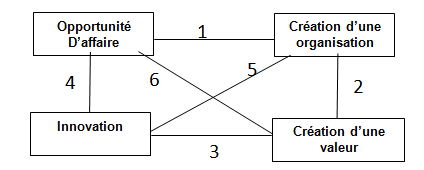 Opportunité
D'affaire
1
Création d'une
organisation
4
6
5
2
Innovation
3
Création d'une
valeur